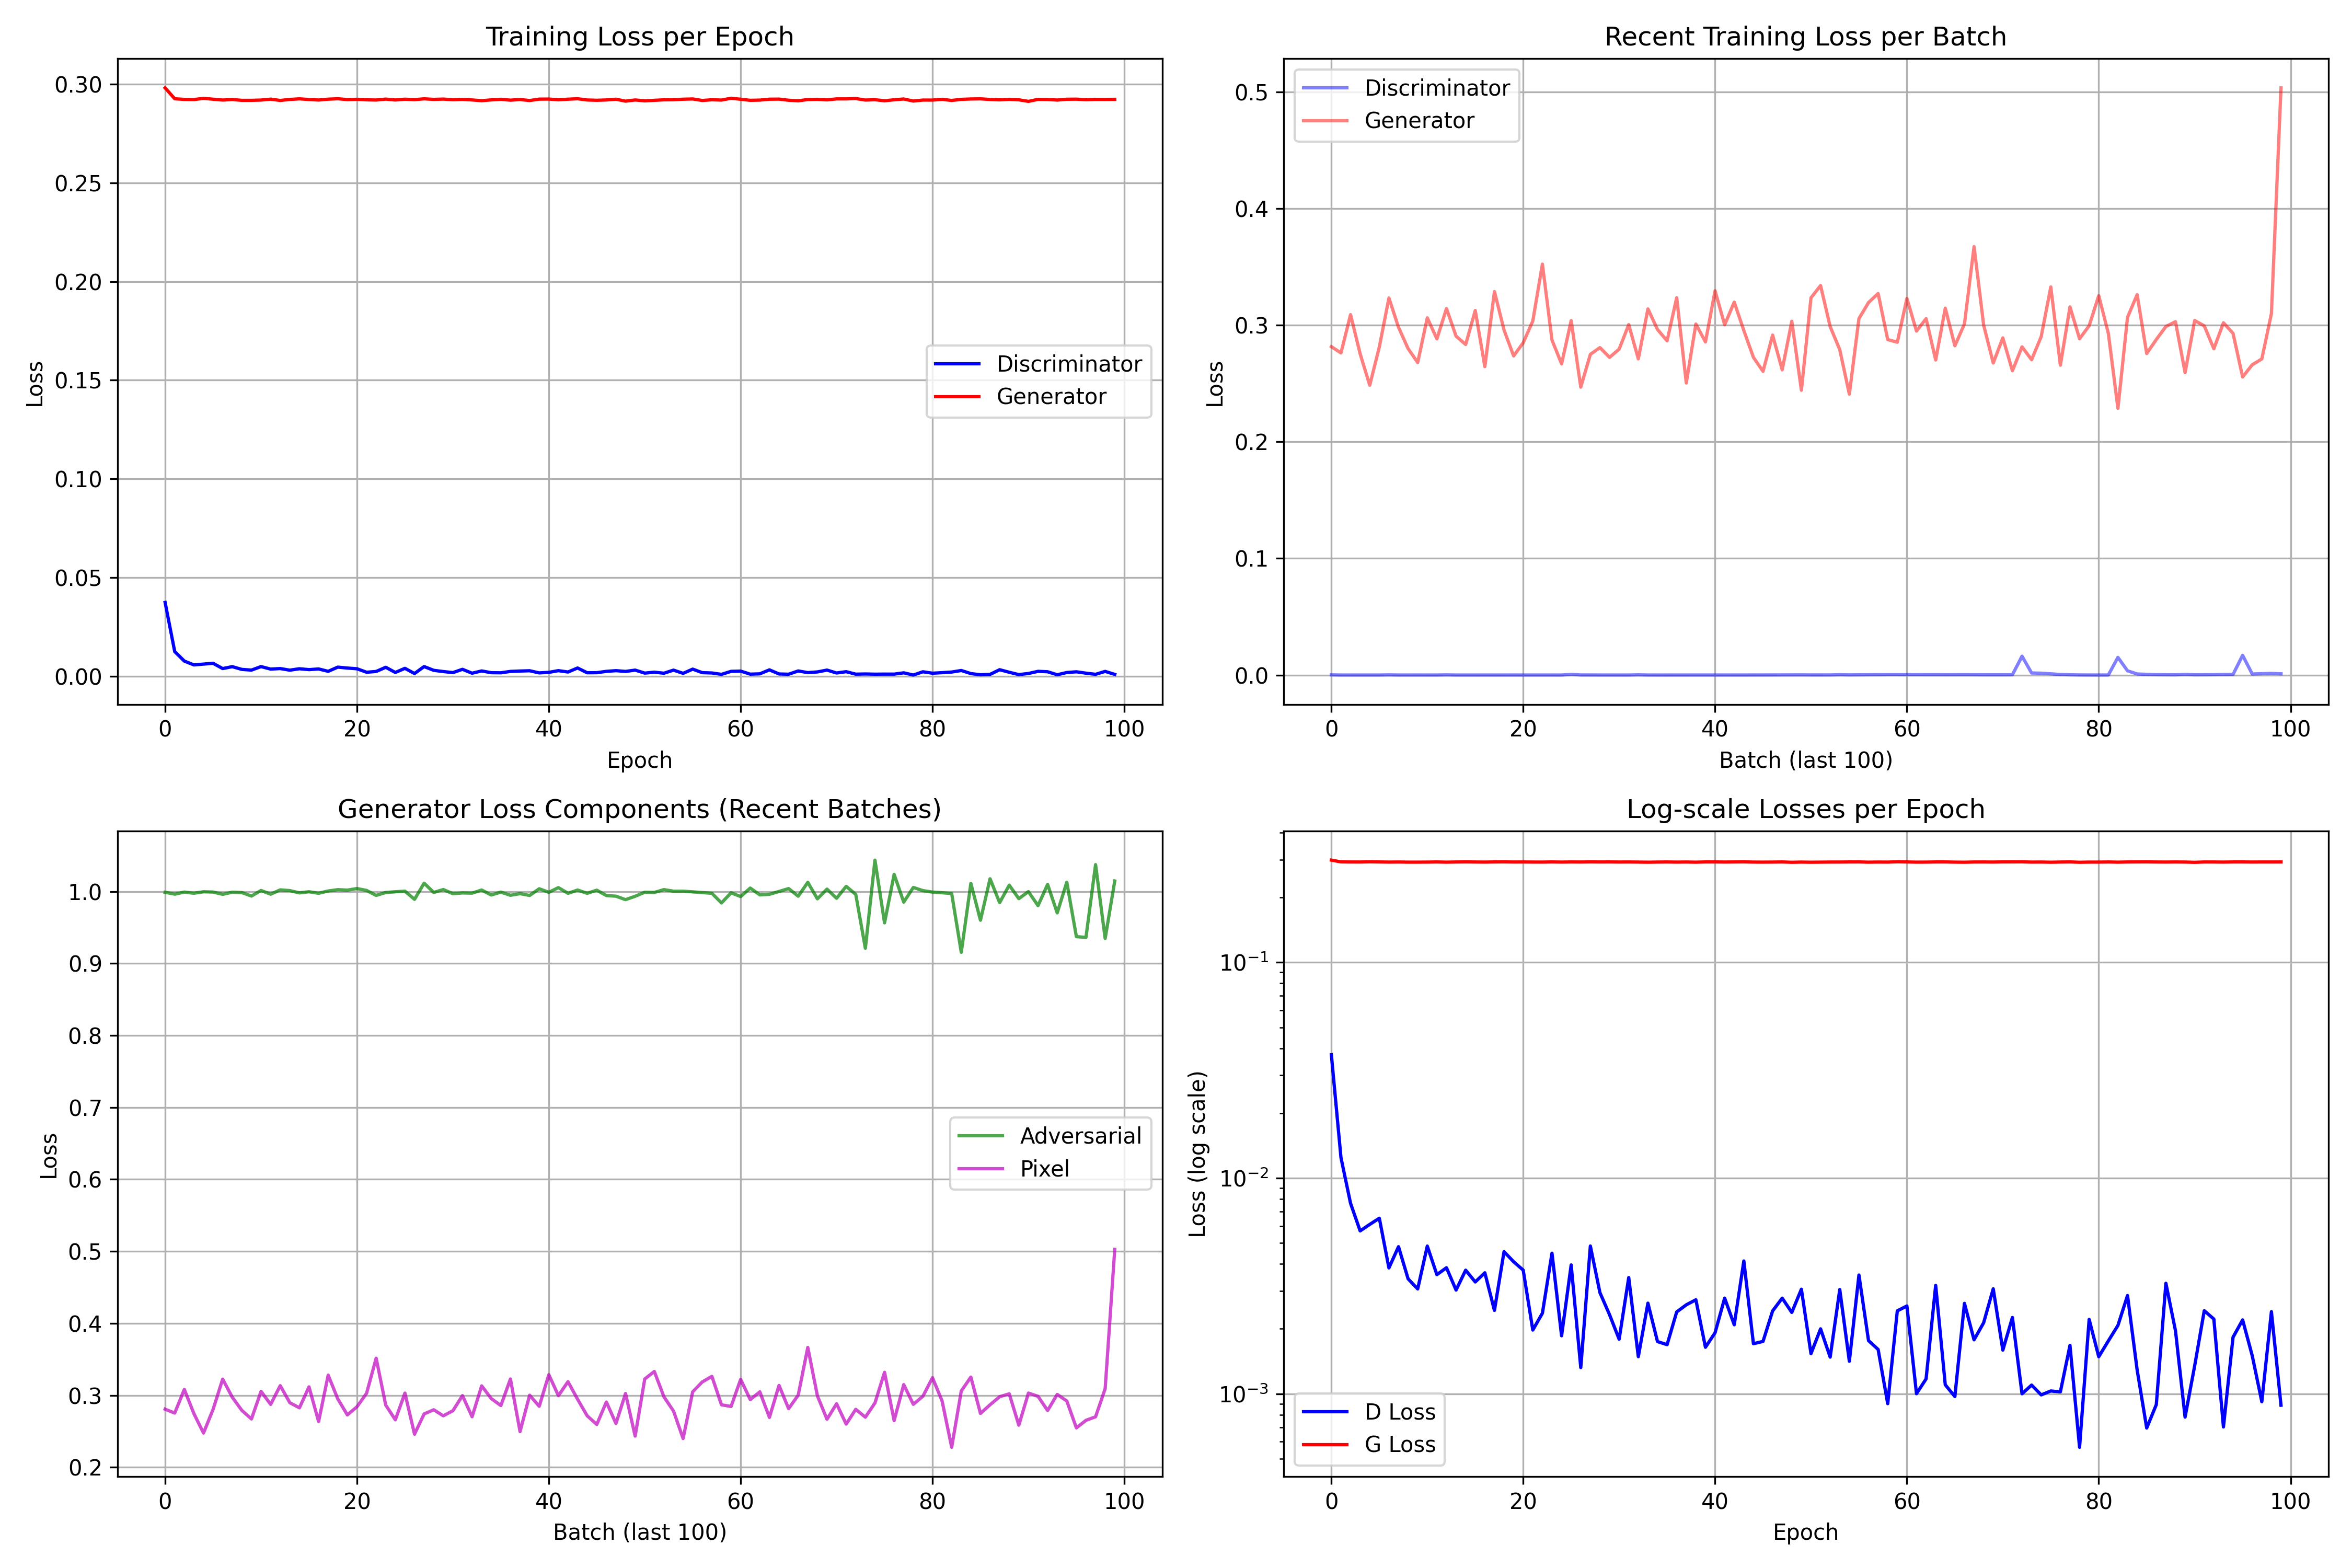 Training Loss per Epoch
Loss
0.30
0.25
0.20
0.15
0.10
0.05
0.00
Discriminator
Generator
0 20 40 60 80 100
Epoch
Recent Training Loss per Batch
Loss
0.5
0.4
0.3
0.2
0.1
0.0
Discriminator
Generator
0 20 40 60 80 100
Batch (last 100)
Generator Loss Components (Recent Batches)
Loss
1.0
0.9
0.8
0.7
0.6
0.5
0.4
0.3
0.2
Adversarial
Pixel
0 20 40 60 80 100
Batch (last 100)
Log-scale Losses per Epoch
Loss (log scale)
10⁻¹
10⁻²
10⁻³
D Loss
G Loss
0 20 40 60 80 100
Epoch